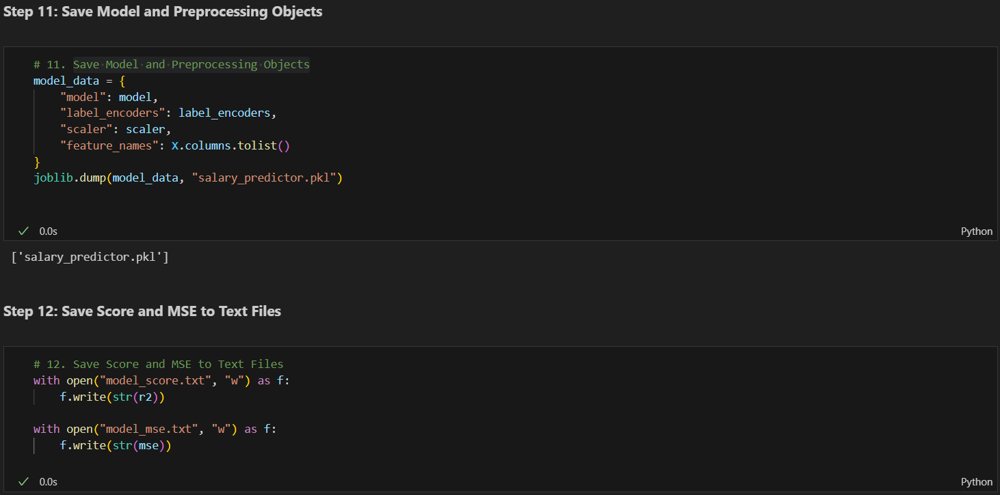 Step 11: Save Model and Preprocessing Objects
# 11. Save Model and Preprocessing Objects
model_data = {
    "model": model,
    "label_encoders": label_encoders,
    "scaler": scaler,
    "feature_names": X.columns.tolist()
}
joblib.dump(model_data, "salary_predictor.pkl")
✓ 0.0s
Python
['salary_predictor.pkl']
Step 12: Save Score and MSE to Text Files
# 12. Save Score and MSE to Text Files
with open("model_score.txt", "w") as f:
    f.write(str(r2))
with open("model_mse.txt", "w") as f:
    f.write(str(mse))
✓ 0.0s
Python